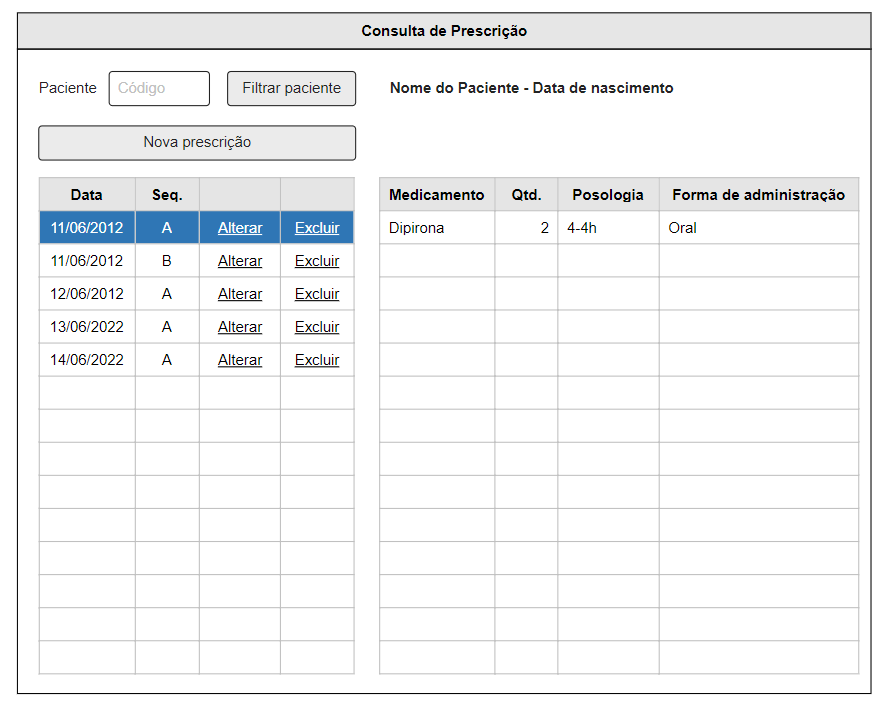 Consulta de Prescrição
Paciente Código Filtrar paciente Nome do Paciente - Data de nascimento
Nova prescrição
Data Seq.
11/06/2012 A Alterar Excluir
11/06/2012 B Alterar Excluir
12/06/2012 A Alterar Excluir
13/06/2022 A Alterar Excluir
14/06/2022 A Alterar Excluir
Medicamento Qtd. Posologia Forma de administração
Dipirona 2 4-4h Oral